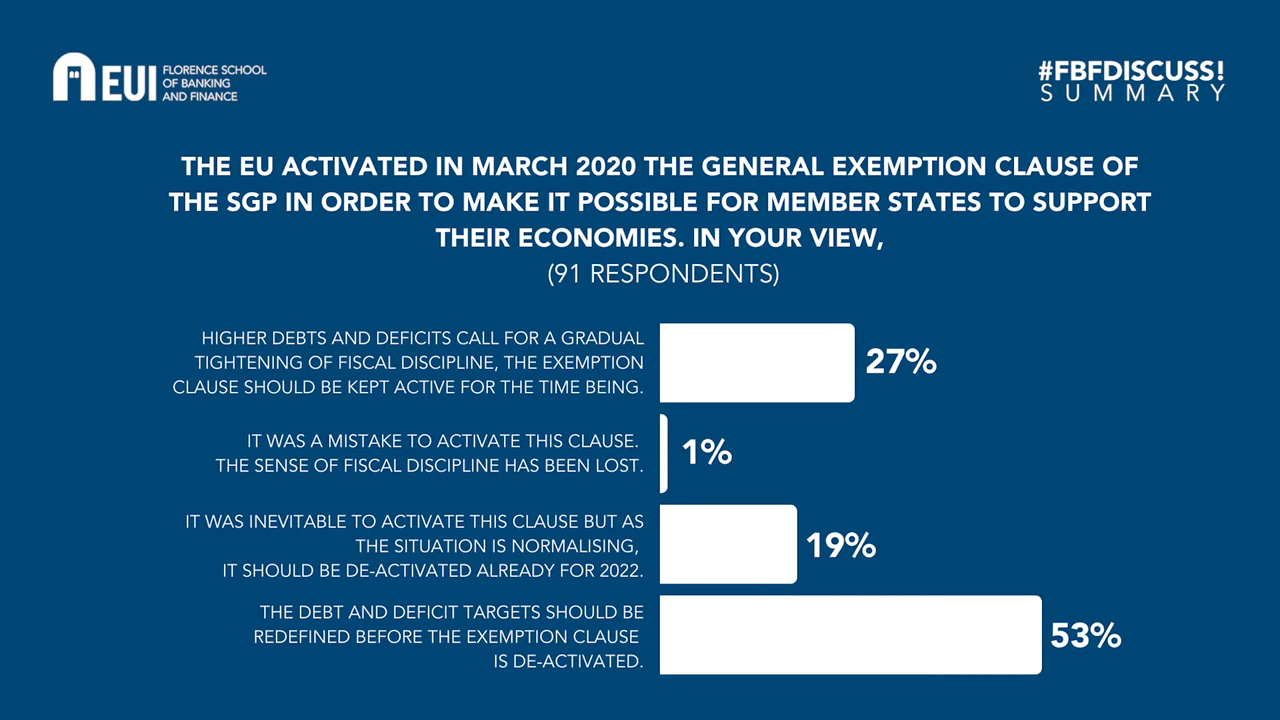 EUI
FLORENCE SCHOOL
OF BANKING
AND FINANCE
#FBFDISCUSS!
SUMMARY
THE EU ACTIVATED IN MARCH 2020 THE GENERAL EXEMPTION CLAUSE OF
THE SGP IN ORDER TO MAKE IT POSSIBLE FOR MEMBER STATES TO SUPPORT
THEIR ECONOMIES. IN YOUR VIEW,
(91 RESPONDENTS)
HIGHER DEBTS AND DEFICITS CALL FOR A GRADUAL
TIGHTENING OF FISCAL DISCIPLINE, THE EXEMPTION
CLAUSE SHOULD BE KEPT ACTIVE FOR THE TIME BEING.
27%
IT WAS A MISTAKE TO ACTIVATE THIS CLAUSE.
THE SENSE OF FISCAL DISCIPLINE HAS BEEN LOST.
1%
IT WAS INEVITABLE TO ACTIVATE THIS CLAUSE BUT AS
THE SITUATION IS NORMALISING,
IT SHOULD BE DE-ACTIVATED ALREADY FOR 2022.
19%
THE DEBT AND DEFICIT TARGETS SHOULD BE
REDEFINED BEFORE THE EXEMPTION CLAUSE
IS DE-ACTIVATED.
53%